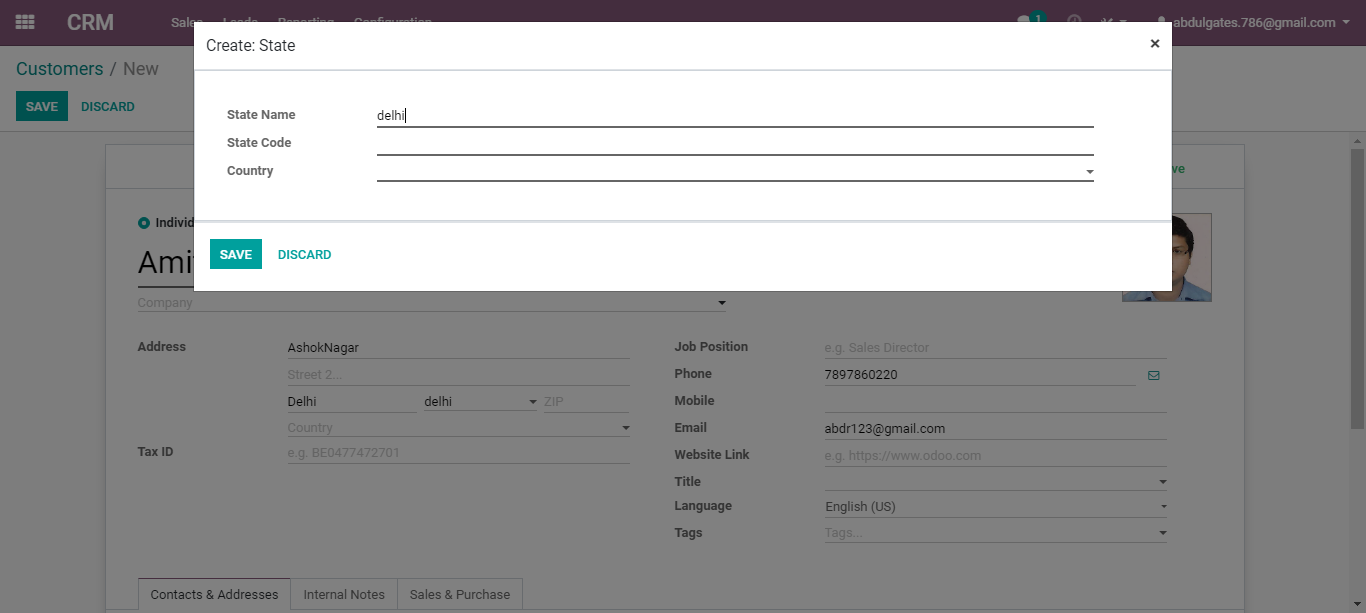 CRM Sales Leads Reporting Configuration 1 abdulgates.786@gmail.com
Create: State ×
Customers / New
SAVE DISCARD
State Name delhi
State Code
Country
SAVE DISCARD
Individ
Ami
Company
Address AshokNagar
Street 2...
Delhi delhi ZIP
Country
Tax ID e.g. BE0477472701
Job Position e.g. Sales Director
Phone 7897860220
Mobile
Email abdr123@gmail.com
Website Link e.g. https://www.odoo.com
Title
Language English (US)
Tags Tags...
Contacts & Addresses Internal Notes Sales & Purchase